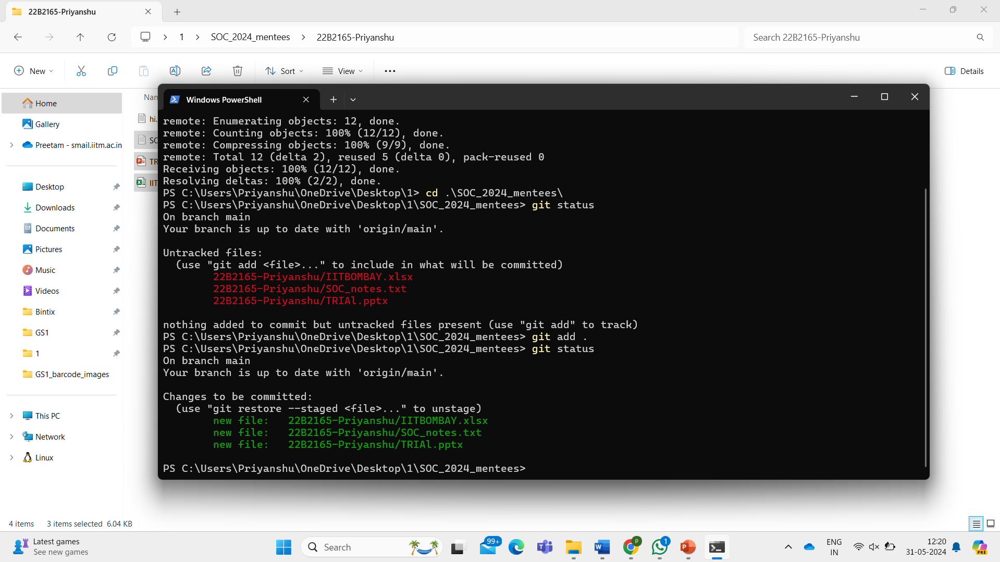 22B2165-Priyanshu
1 SOC_2024_mentees 22B2165-Priyanshu
Search 22B2165-Priyanshu
New
Sort
View
Details
Home
Gallery
Preetam - smail.iitm.ac.in
Desktop
Downloads
Documents
Pictures
Music
Videos
Bintix
GS1
1
GS1_barcode_images
This PC
Network
Linux
Windows PowerShell
remote: Enumerating objects: 12, done.
remote: Counting objects: 100% (12/12), done.
remote: Compressing objects: 100% (9/9), done.
remote: Total 12 (delta 2), reused 5 (delta 0), pack-reused 0
Receiving objects: 100% (12/12), done.
Resolving deltas: 100% (2/2), done.
PS C:\Users\Priyanshu\OneDrive\Desktop\1> cd .\SOC_2024_mentees\
PS C:\Users\Priyanshu\OneDrive\Desktop\1\SOC_2024_mentees> git status
On branch main
Your branch is up to date with 'origin/main'.
Untracked files:
(use "git add <file>..." to include in what will be committed)
22B2165-Priyanshu/IITBOMBAY.xlsx
22B2165-Priyanshu/SOC_notes.txt
22B2165-Priyanshu/TRIAl.pptx
nothing added to commit but untracked files present (use "git add" to track)
PS C:\Users\Priyanshu\OneDrive\Desktop\1\SOC_2024_mentees> git add .
PS C:\Users\Priyanshu\OneDrive\Desktop\1\SOC_2024_mentees> git status
On branch main
Your branch is up to date with 'origin/main'.
Changes to be committed:
(use "git restore --staged <file>..." to unstage)
new file: 22B2165-Priyanshu/IITBOMBAY.xlsx
new file: 22B2165-Priyanshu/SOC_notes.txt
new file: 22B2165-Priyanshu/TRIAl.pptx
PS C:\Users\Priyanshu\OneDrive\Desktop\1\SOC_2024_mentees>
4 items 3 items selected 6.04 KB
Latest games
See new games
Search
99+
1
ENG
IN
12:20
31-05-2024
PRE